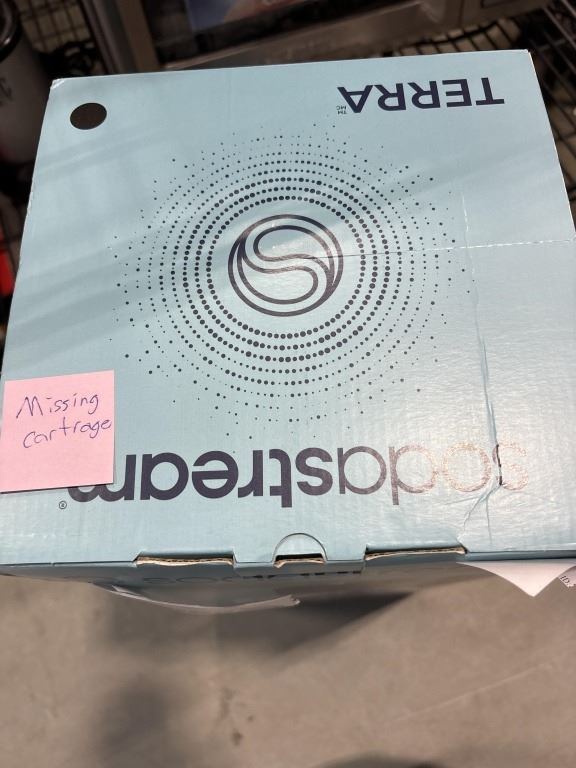 TERRA
TM
MC
Missing
cartrage
sodastream®